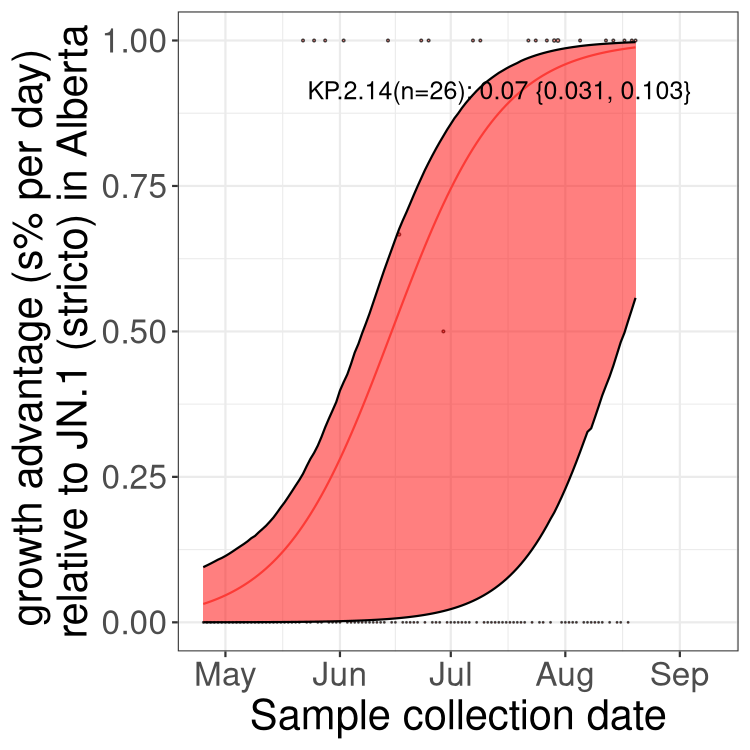 growth advantage (s% per day)
relative to JN.1 (stricto) in Alberta
1.00
0.75
0.50
0.25
0.00
KP.2.14(n=26): 0.07 {0.031, 0.103}
May Jun Jul Aug Sep
Sample collection date